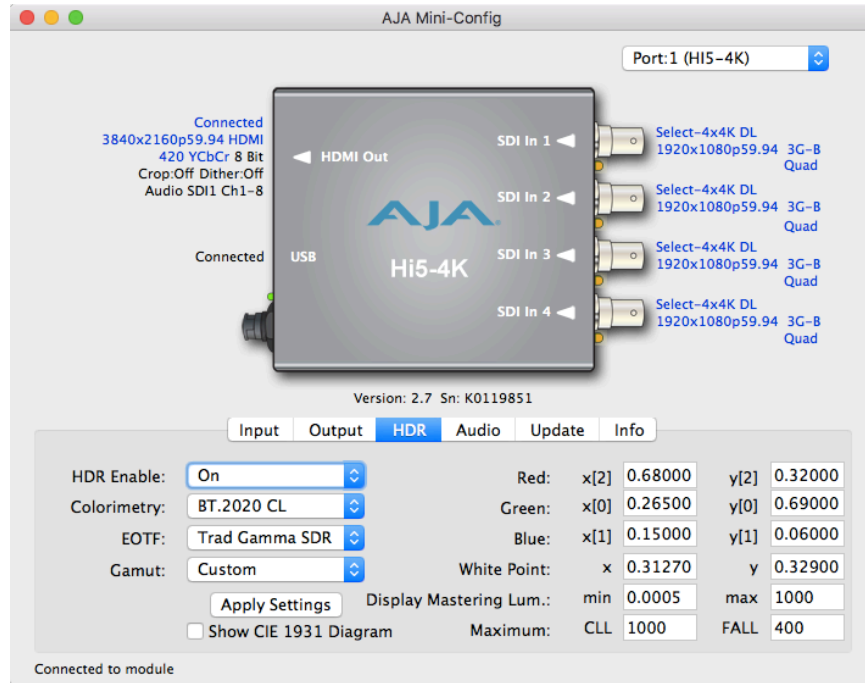 AJA Mini-Config
Port:1 (HI5-4K)
Connected
3840x2160p59.94 HDMI
420 YCbCr 8 Bit
Crop:Off Dither:Off
Audio SDI1 Ch1-8
Connected
HDMI Out
USB
AJA
Hi5-4K
SDI In 1
SDI In 2
SDI In 3
SDI In 4
Select-4x4K DL
1920x1080p59.94 3G-B
Quad
Select-4x4K DL
1920x1080p59.94 3G-B
Quad
Select-4x4K DL
1920x1080p59.94 3G-B
Quad
Select-4x4K DL
1920x1080p59.94 3G-B
Quad
Version: 2.7 Sn: K0119851
Input Output HDR Audio Update Info
HDR Enable: On
Colorimetry: BT.2020 CL
EOTF: Trad Gamma SDR
Gamut: Custom
Apply Settings
Show CIE 1931 Diagram
Red: x[2] 0.68000 y[2] 0.32000
Green: x[0] 0.26500 y[0] 0.69000
Blue: x[1] 0.15000 y[1] 0.06000
White Point: x 0.31270 y 0.32900
Display Mastering Lum.: min 0.0005 max 1000
Maximum: CLL 1000 FALL 400
Connected to module